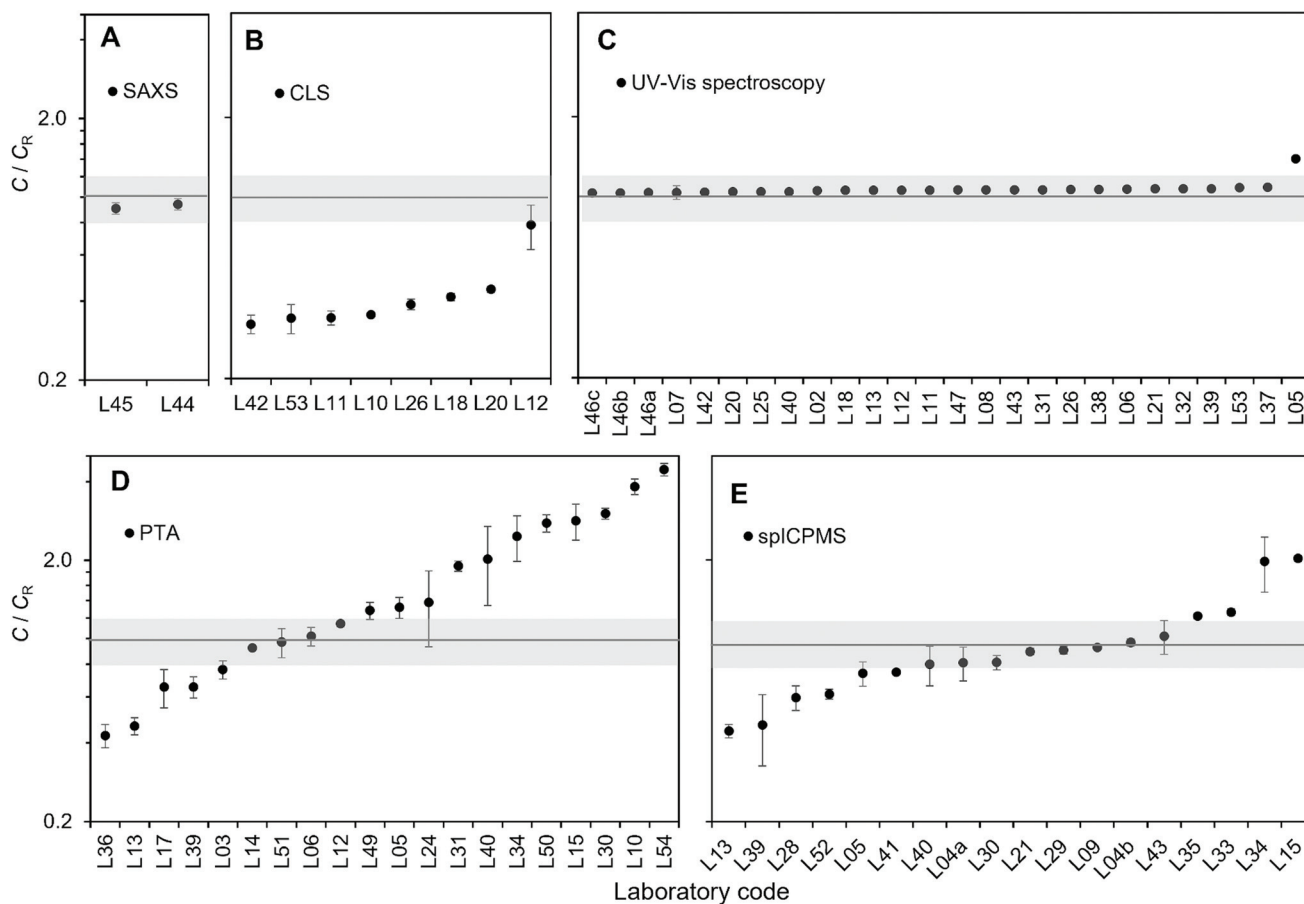 A
SAXS
B
CLS
C
UV-Vis spectroscopy
2.0
C / CR
0.2
L45 L44
L42 L53 L11 L10 L26 L18 L20 L12
L46c L46b L46a L07 L42 L20 L25 L40 L02 L18 L13 L12 L11 L47 L08 L43 L31 L26 L38 L06 L21 L32 L39 L53 L37 L05
D
PTA
E
spICPMS
2.0
C / CR
0.2
L36 L13 L17 L39 L03 L14 L51 L06 L12 L49 L05 L24 L31 L40 L34 L50 L15 L30 L10 L54
L13 L39 L28 L52 L05 L41 L40 L04a L30 L21 L29 L09 L04b L43 L35 L33 L34 L15
Laboratory code